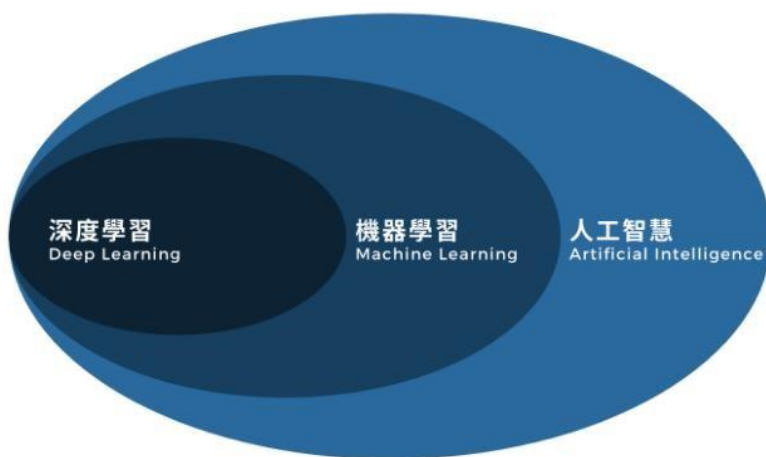 深度學習
Deep Learning
機器學習
Machine Learning
人工智慧
Artificial Intelligence